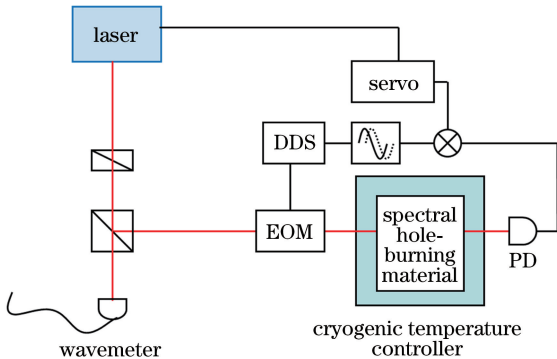 laser
servo
DDS
EOM
spectral
hole-
burning
material
PD
cryogenic temperature
controller
wavemeter